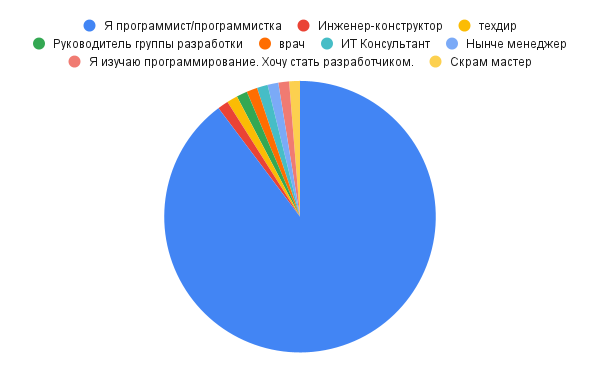 Я программист/программистка Инженер-конструктор техдир
Руководитель группы разработки врач ИТ Консультант Нынче менеджер
Я изучаю программирование. Хочу стать разработчиком. Скрам мастер